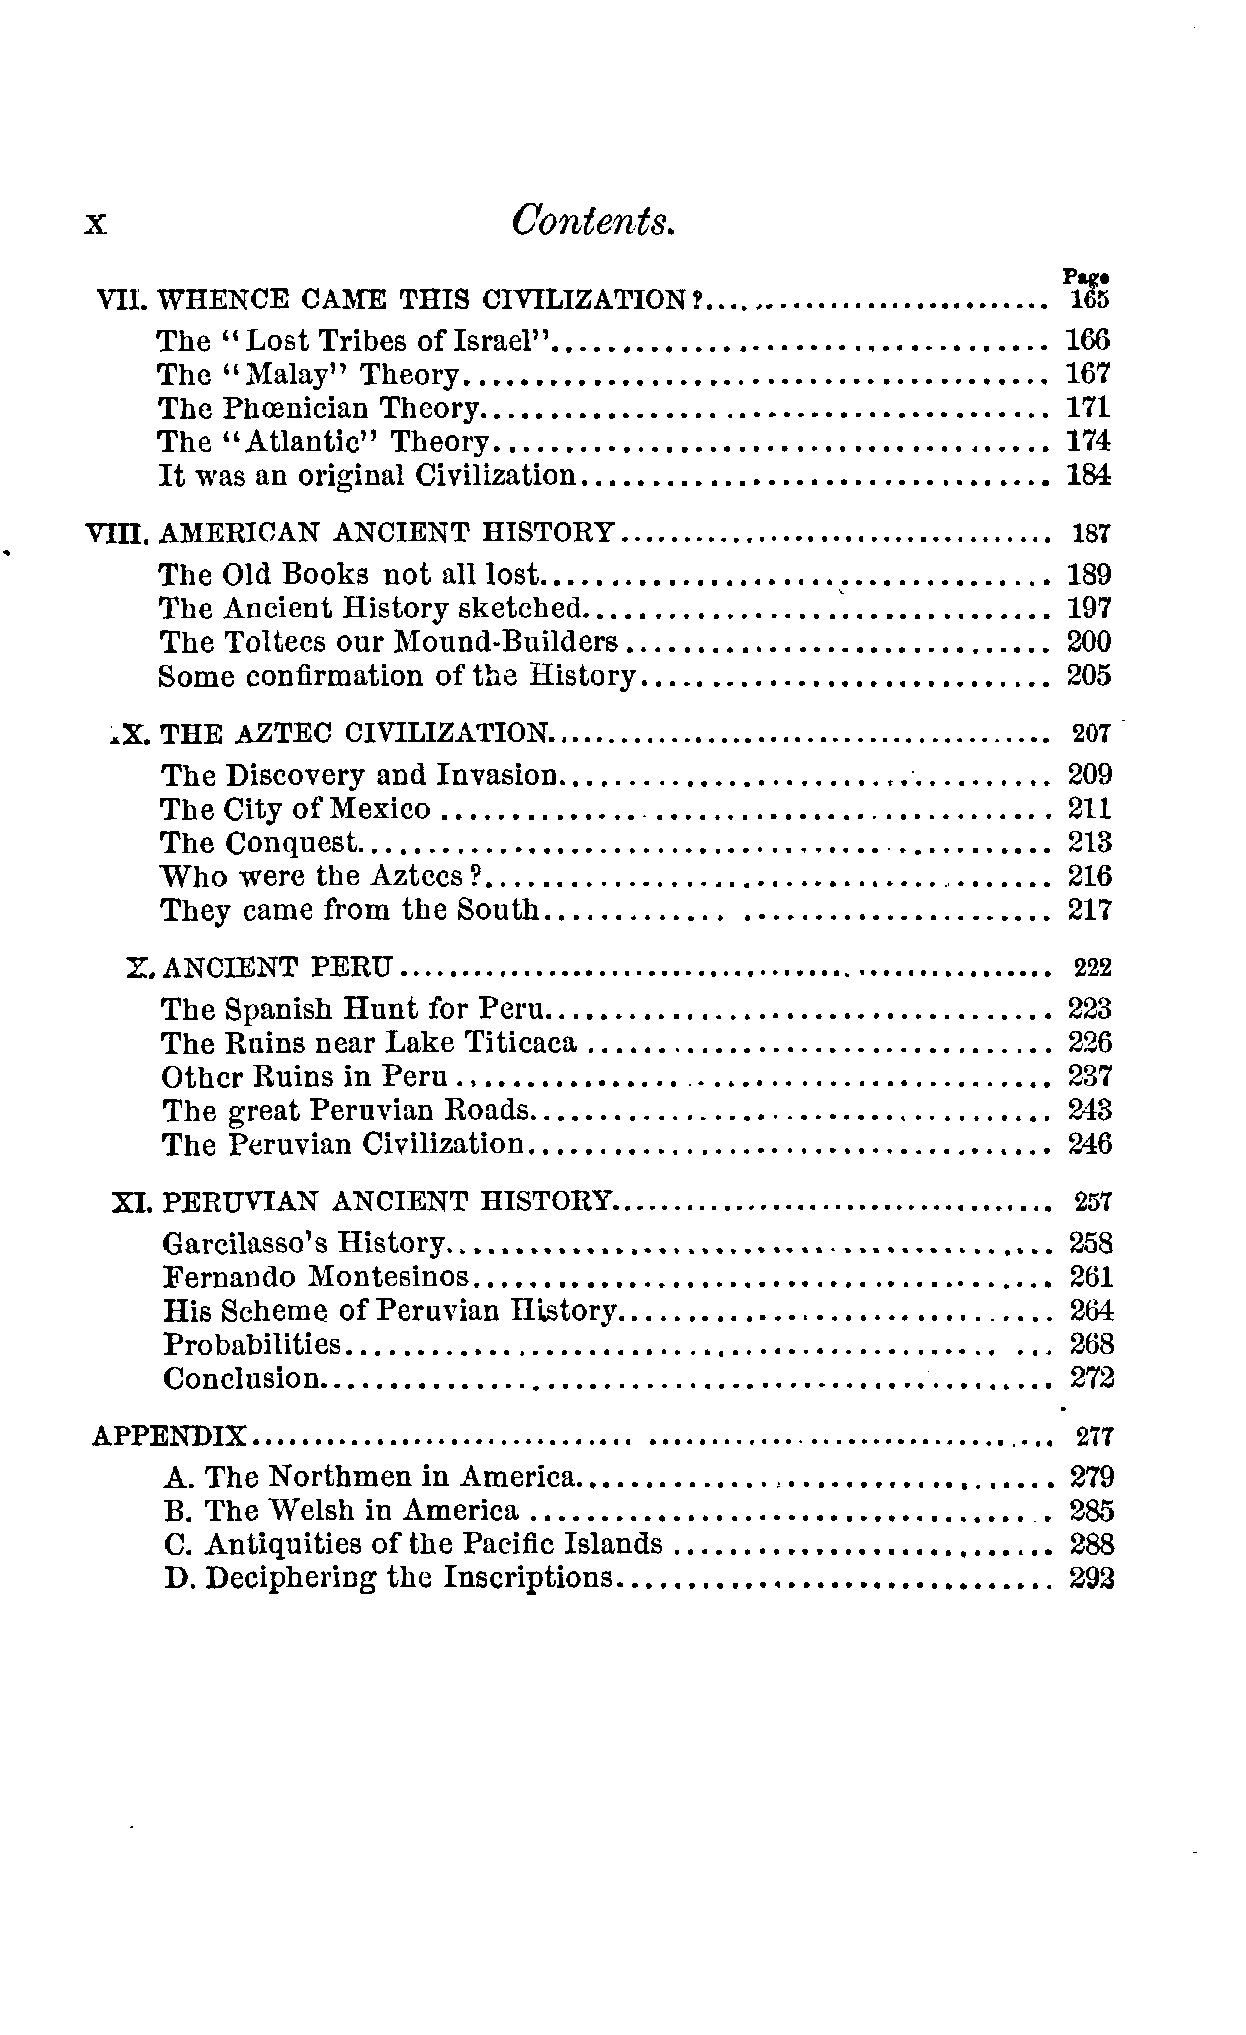 x Contents.
Page
VII. WHENCE CAME THIS CIVILIZATION?........................... 165
The "Lost Tribes of Israel"................................... 166
The "Malay" Theory.......................................... 167
The Phœnician Theory........................................ 171
The "Atlantic" Theory....................................... 174
It was an original Civilization................................. 184
VIII. AMERICAN ANCIENT HISTORY................................... 187
The Old Books not all lost.................................... 189
The Ancient History sketched................................. 197
The Toltecs our Mound-Builders.............................. 200
Some confirmation of the History............................. 205
IX. THE AZTEC CIVILIZATION........................................ 207
The Discovery and Invasion................................... 209
The City of Mexico ........................................... 211
The Conquest................................................. 213
Who were the Aztecs?........................................ 216
They came from the South.................................... 217
X. ANCIENT PERU..................................................... 222
The Spanish Hunt for Peru.................................... 223
The Ruins near Lake Titicaca ................................. 226
Other Ruins in Peru .......................................... 237
The great Peruvian Roads..................................... 243
The Peruvian Civilization..................................... 246
XI. PERUVIAN ANCIENT HISTORY.................................... 257
Garcilasso's History........................................... 258
Fernando Montesinos......................................... 261
His Scheme of Peruvian History............................... 264
Probabilities.................................................. 268
Conclusion.................................................... 272
APPENDIX............................................................ 277
A. The Northmen in America.................................. 279
B. The Welsh in America ..................................... 285
C. Antiquities of the Pacific Islands ........................... 288
D. Deciphering the Inscriptions............................... 292